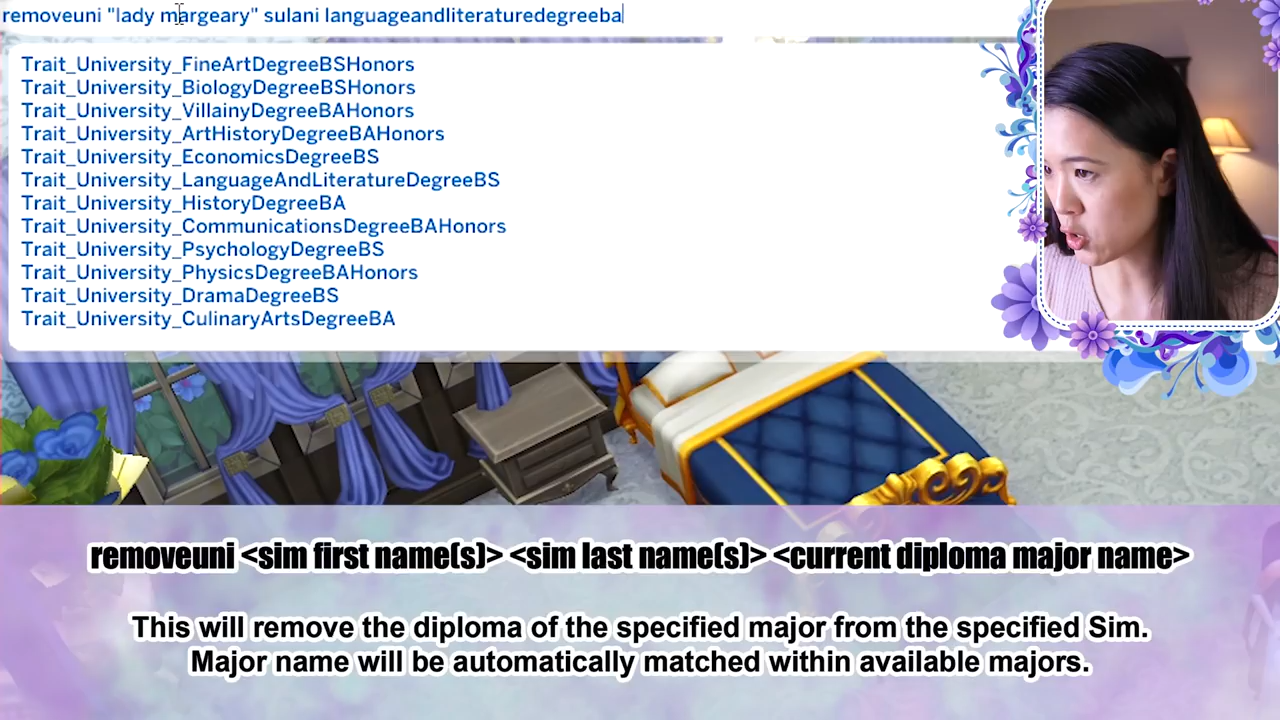 removeuni "lady margeary" sulani languageandliteraturedegreeba
Trait_University_FineArtDegreeBSHonors
Trait_University_BiologyDegreeBSHonors
Trait_University_VillainyDegreeBAHonors
Trait_University_ArtHistoryDegreeBAHonors
Trait_University_EconomicsDegreeBS
Trait_University_LanguageAndLiteratureDegreeBS
Trait_University_HistoryDegreeBA
Trait_University_CommunicationsDegreeBAHonors
Trait_University_PsychologyDegreeBS
Trait_University_PhysicsDegreeBAHonors
Trait_University_DramaDegreeBS
Trait_University_CulinaryArtsDegreeBA
removeuni <sim first name(s)> <sim last name(s)> <current diploma major name>
This will remove the diploma of the specified major from the specified Sim.
Major name will be automatically matched within available majors.